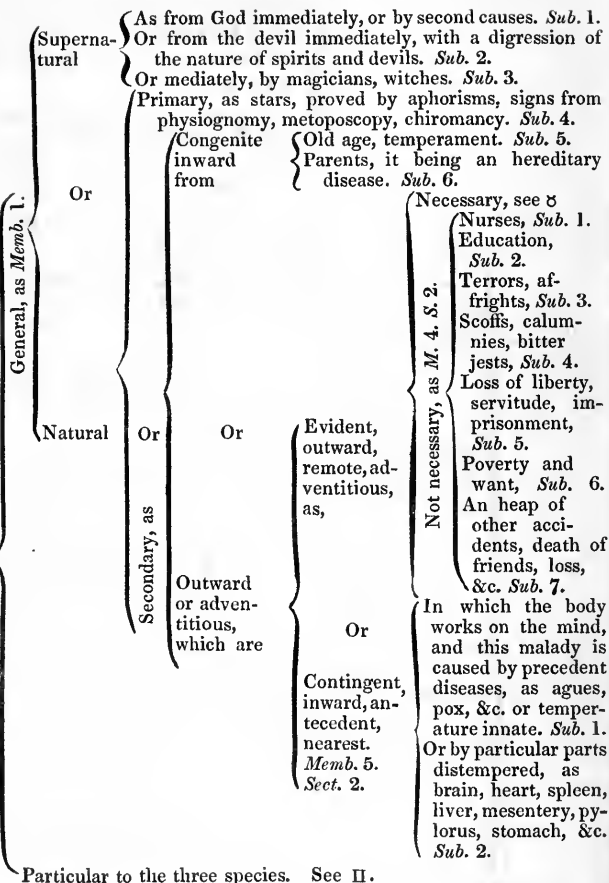 As from God immediately, or by second causes. Sub. 1.
Superna-
tural
Or from the devil immediately, with a digression of
the nature of spirits and devils. Sub. 2.
Or mediately, by magicians, witches. Sub. 3.
General, as Memb. 1.
Or
Natural
Primary, as stars, proved by aphorisms, signs from
physiognomy, metoposcopy, chiromancy. Sub. 4.
Or
Secondary, as
Congenite
inward
from
Old age, temperament. Sub. 5.
Parents, it being an hereditary
disease. Sub. 6.
Or
Outward
or adven-
titious,
which are
Evident,
outward,
remote, ad-
ventitious,
as,
Necessary, see ♉
Not necessary, as M. 4. S. 2.
Nurses, Sub. 1.
Education,
Sub. 2.
Terrors, af-
frights, Sub. 3.
Scoffs, calum-
nies, bitter
jests, Sub. 4.
Loss of liberty,
servitude, im-
prisonment,
Sub. 5.
Poverty and
want, Sub. 6.
An heap of
other acci-
dents, death of
friends, loss,
&c. Sub. 7.
Or
Contingent,
inward, an-
tecedent,
nearest.
Memb. 5.
Sect. 2.
In which the body
works on the mind,
and this malady is
caused by precedent
diseases, as agues,
pox, &c. or temper-
ature innate. Sub. 1.
Or by particular parts
distempered, as
brain, heart, spleen,
liver, mesentery, py-
lorus, stomach, &c.
Sub. 2.
Particular to the three species. See ♊.